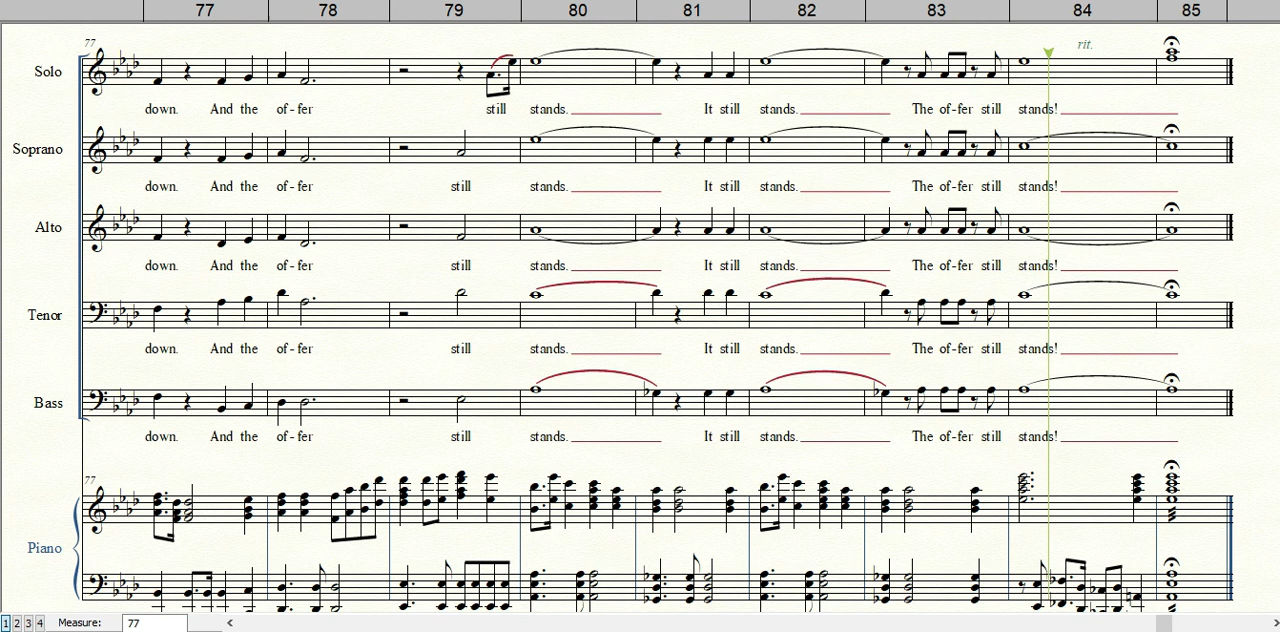 77 78 79 80 81 82 83 84 85
77 rit.
Solo
down. And the of-fer still stands. It still stands. The of-fer still stands!
Soprano
down. And the of-fer still stands. It still stands. The of-fer still stands!
Alto
down. And the of-fer still stands. It still stands. The of-fer still stands!
Tenor
down. And the of-fer still stands. It still stands. The of-fer still stands!
Bass
down. And the of-fer still stands. It still stands. The of-fer still stands!
77
Piano
1 2 3 4 Measure: 77